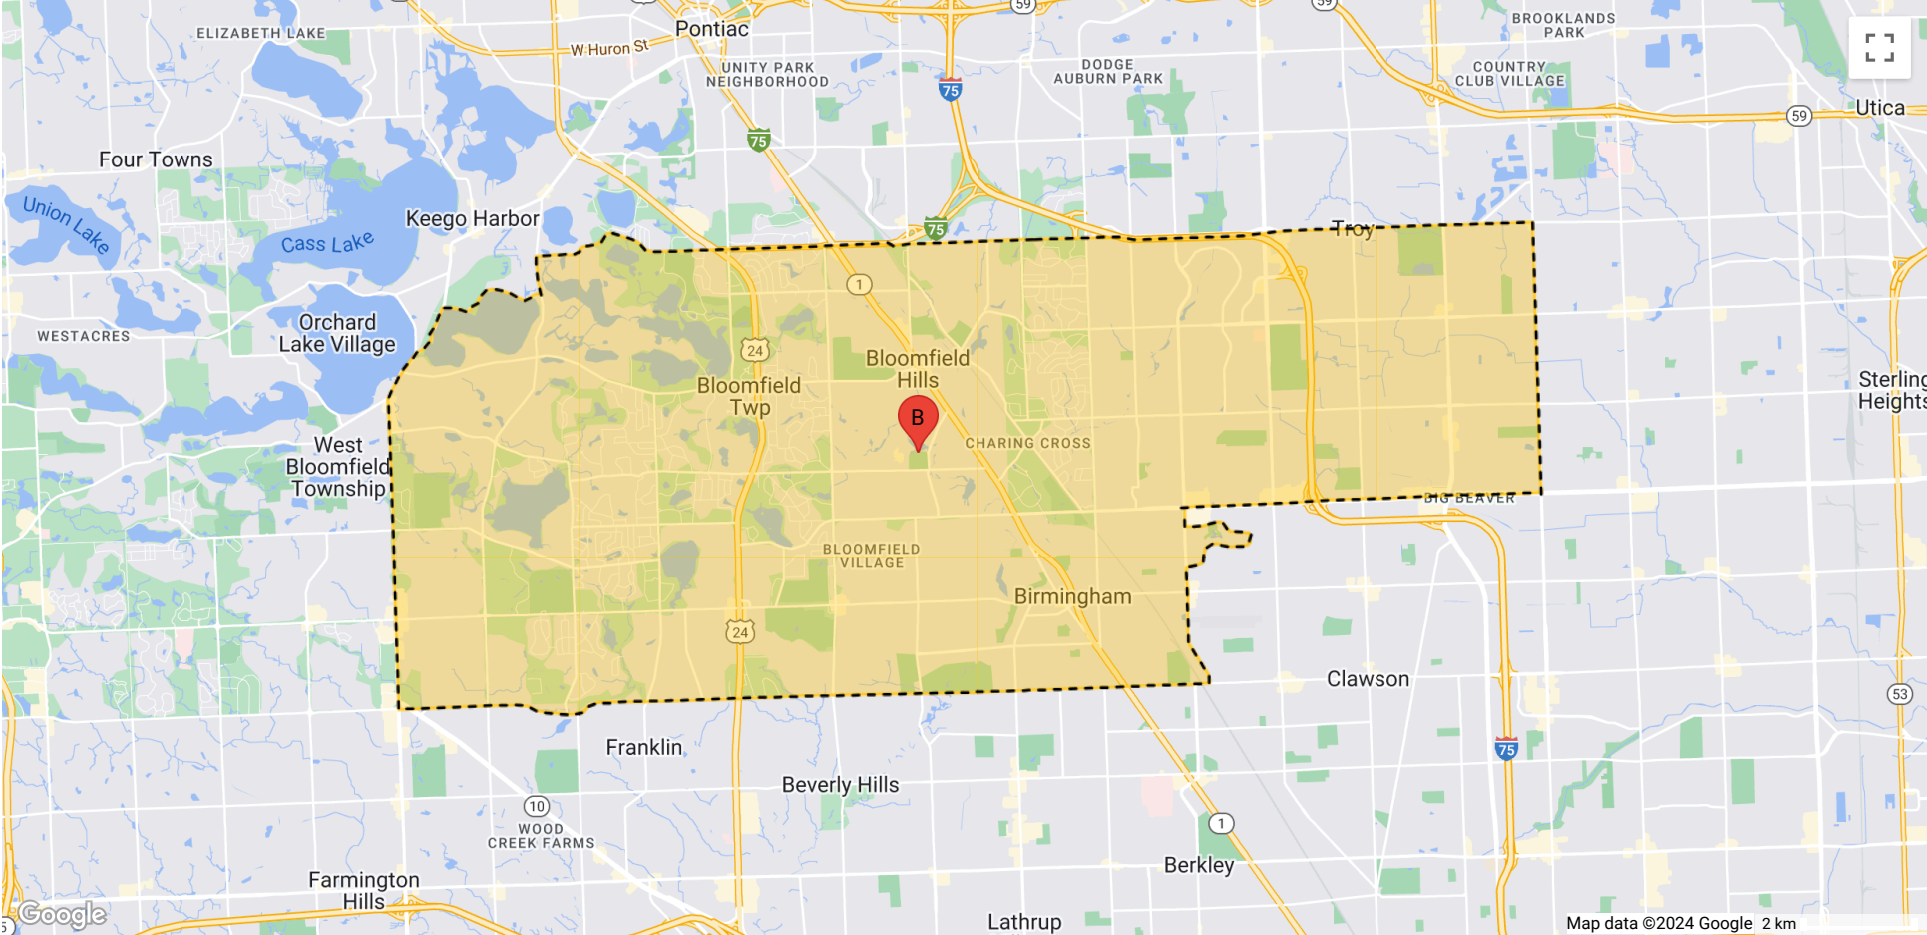 ELIZABETH LAKE
Pontiac
59
59
BROOKLANDS
PARK
W Huron St
UNITY PARK
NEIGHBORHOOD
75
DODGE
AUBURN PARK
COUNTRY
CLUB VILLAGE
59
Utica
75
Four Towns
Union Lake
Keego Harbor
Cass Lake
75
Troy
1
WESTACRES
Orchard
Lake Village
24
Bloomfield
Hills
Bloomfield
Twp
B
Sterling
Heights
CHARING CROSS
West
Bloomfield
Township
BIG BEAVER
BLOOMFIELD
VILLAGE
Birmingham
24
Clawson
53
Franklin
75
Beverly Hills
10
WOOD
CREEK FARMS
1
Berkley
Farmington
Hills
Google
5
Lathrup
Map data ©2024 Google
2 km